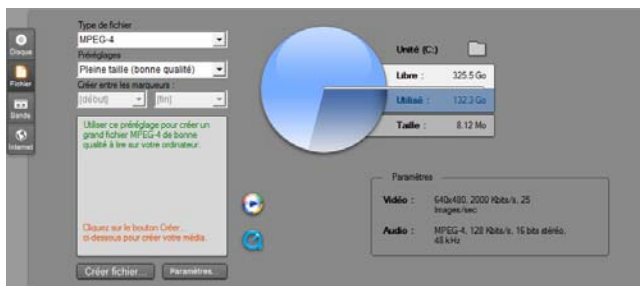 Disque
Fichier
Bande
Internet
Type de fichier
MPEG-4
Préréglages
Pleine taille (bonne qualité)
Créer entre les marqueurs :
[début] [fin]
Utiliser ce préréglage pour créer un
grand fichier MPEG-4 de bonne
qualité à lire sur votre ordinateur.
Cliquez sur le bouton Créer...
ci-dessous pour créer votre média.
Créer fichier... Paramètres...
Unité (C:)
Libre : 325.5 Go
Utilisé : 132.3 Go
Taille : 8.12 Mo
Paramètres
Vidéo : 640x480, 2000 Kbits/s, 25
Images/sec
Audio : MPEG-4, 128 Kbits/s, 16 bits stéréo,
48 kHz